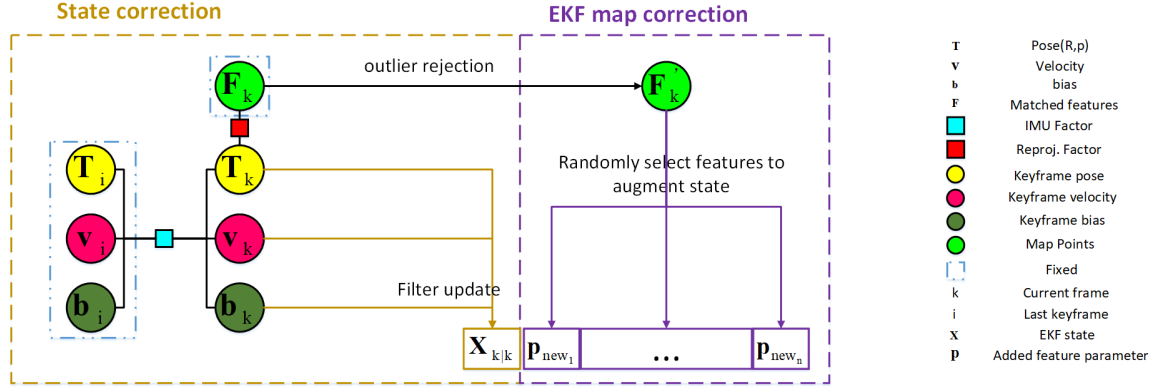 State correction
EKF map correction
F k
outlier rejection
F k '
T i
T k
Randomly select features to
augment state
v i
v k
b i
b k
Filter update
X k|k
p new 1
...
p new n
T Pose(R,p)
v Velocity
b bias
F Matched features
IMU Factor
Reproj. Factor
Keyframe pose
Keyframe velocity
Keyframe bias
Map Points
Fixed
k Current frame
i Last keyframe
X EKF state
p Added feature parameter